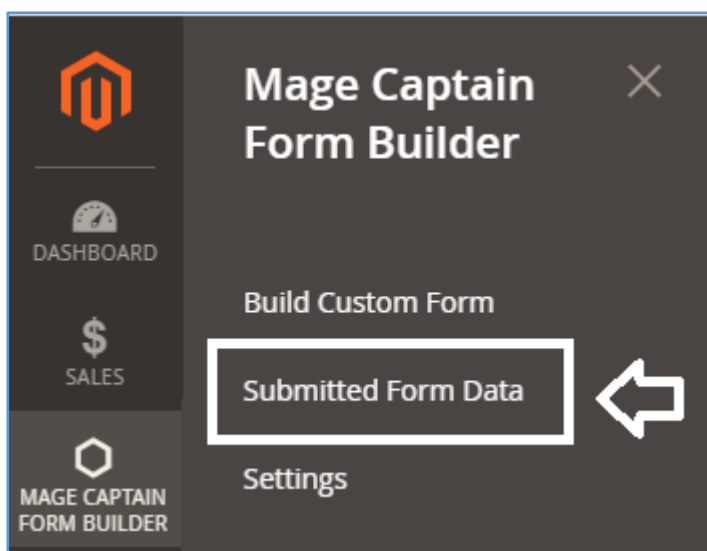 Mage Captain
Form Builder
DASHBOARD
$
SALES
MAGE CAPTAIN
FORM BUILDER
Build Custom Form
Submitted Form Data
Settings